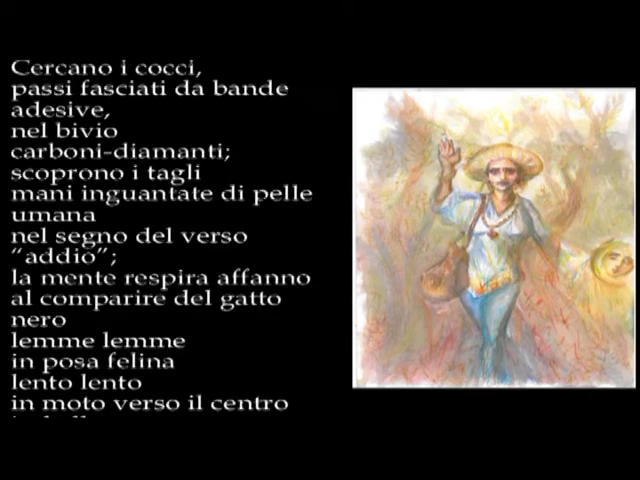 Cercano i cocci,
passi fasciati da bande
adesive,
nel bivio
carboni-diamanti;
scoprono i tagli
mani inguantate di pelle
umana
nel segno del verso
“addio”;
la mente respira affanno
al comparire del gatto
nero
lemme lemme
in posa felina
lento lento
in moto verso il centro